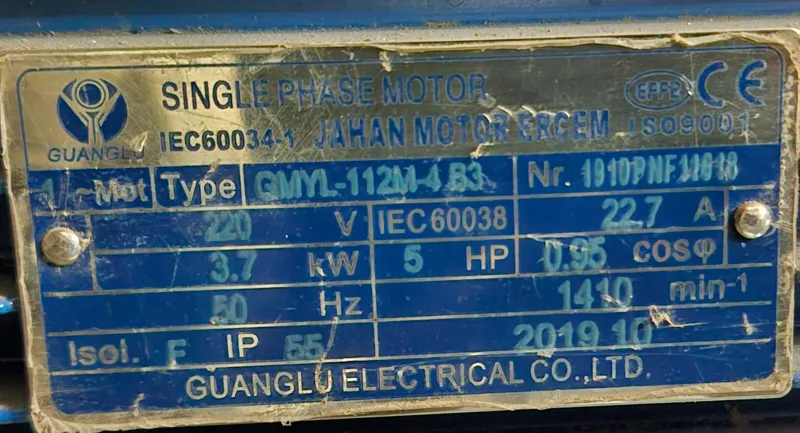 SINGLE PHASE MOTOR EFF2 CE
GUANGLU IEC60034-1 JAHAN MOTOR ERGEM ISO9001
1 ~Mot Type GMYL-112M-4 B3 Nr.
220 V IEC60038 22.7 A
3.7 kW 5 HP 0.95 cosφ
50 Hz 1410 min-1
Isol. F IP 55 2019.10
GUANGLU ELECTRICAL CO.,LTD.